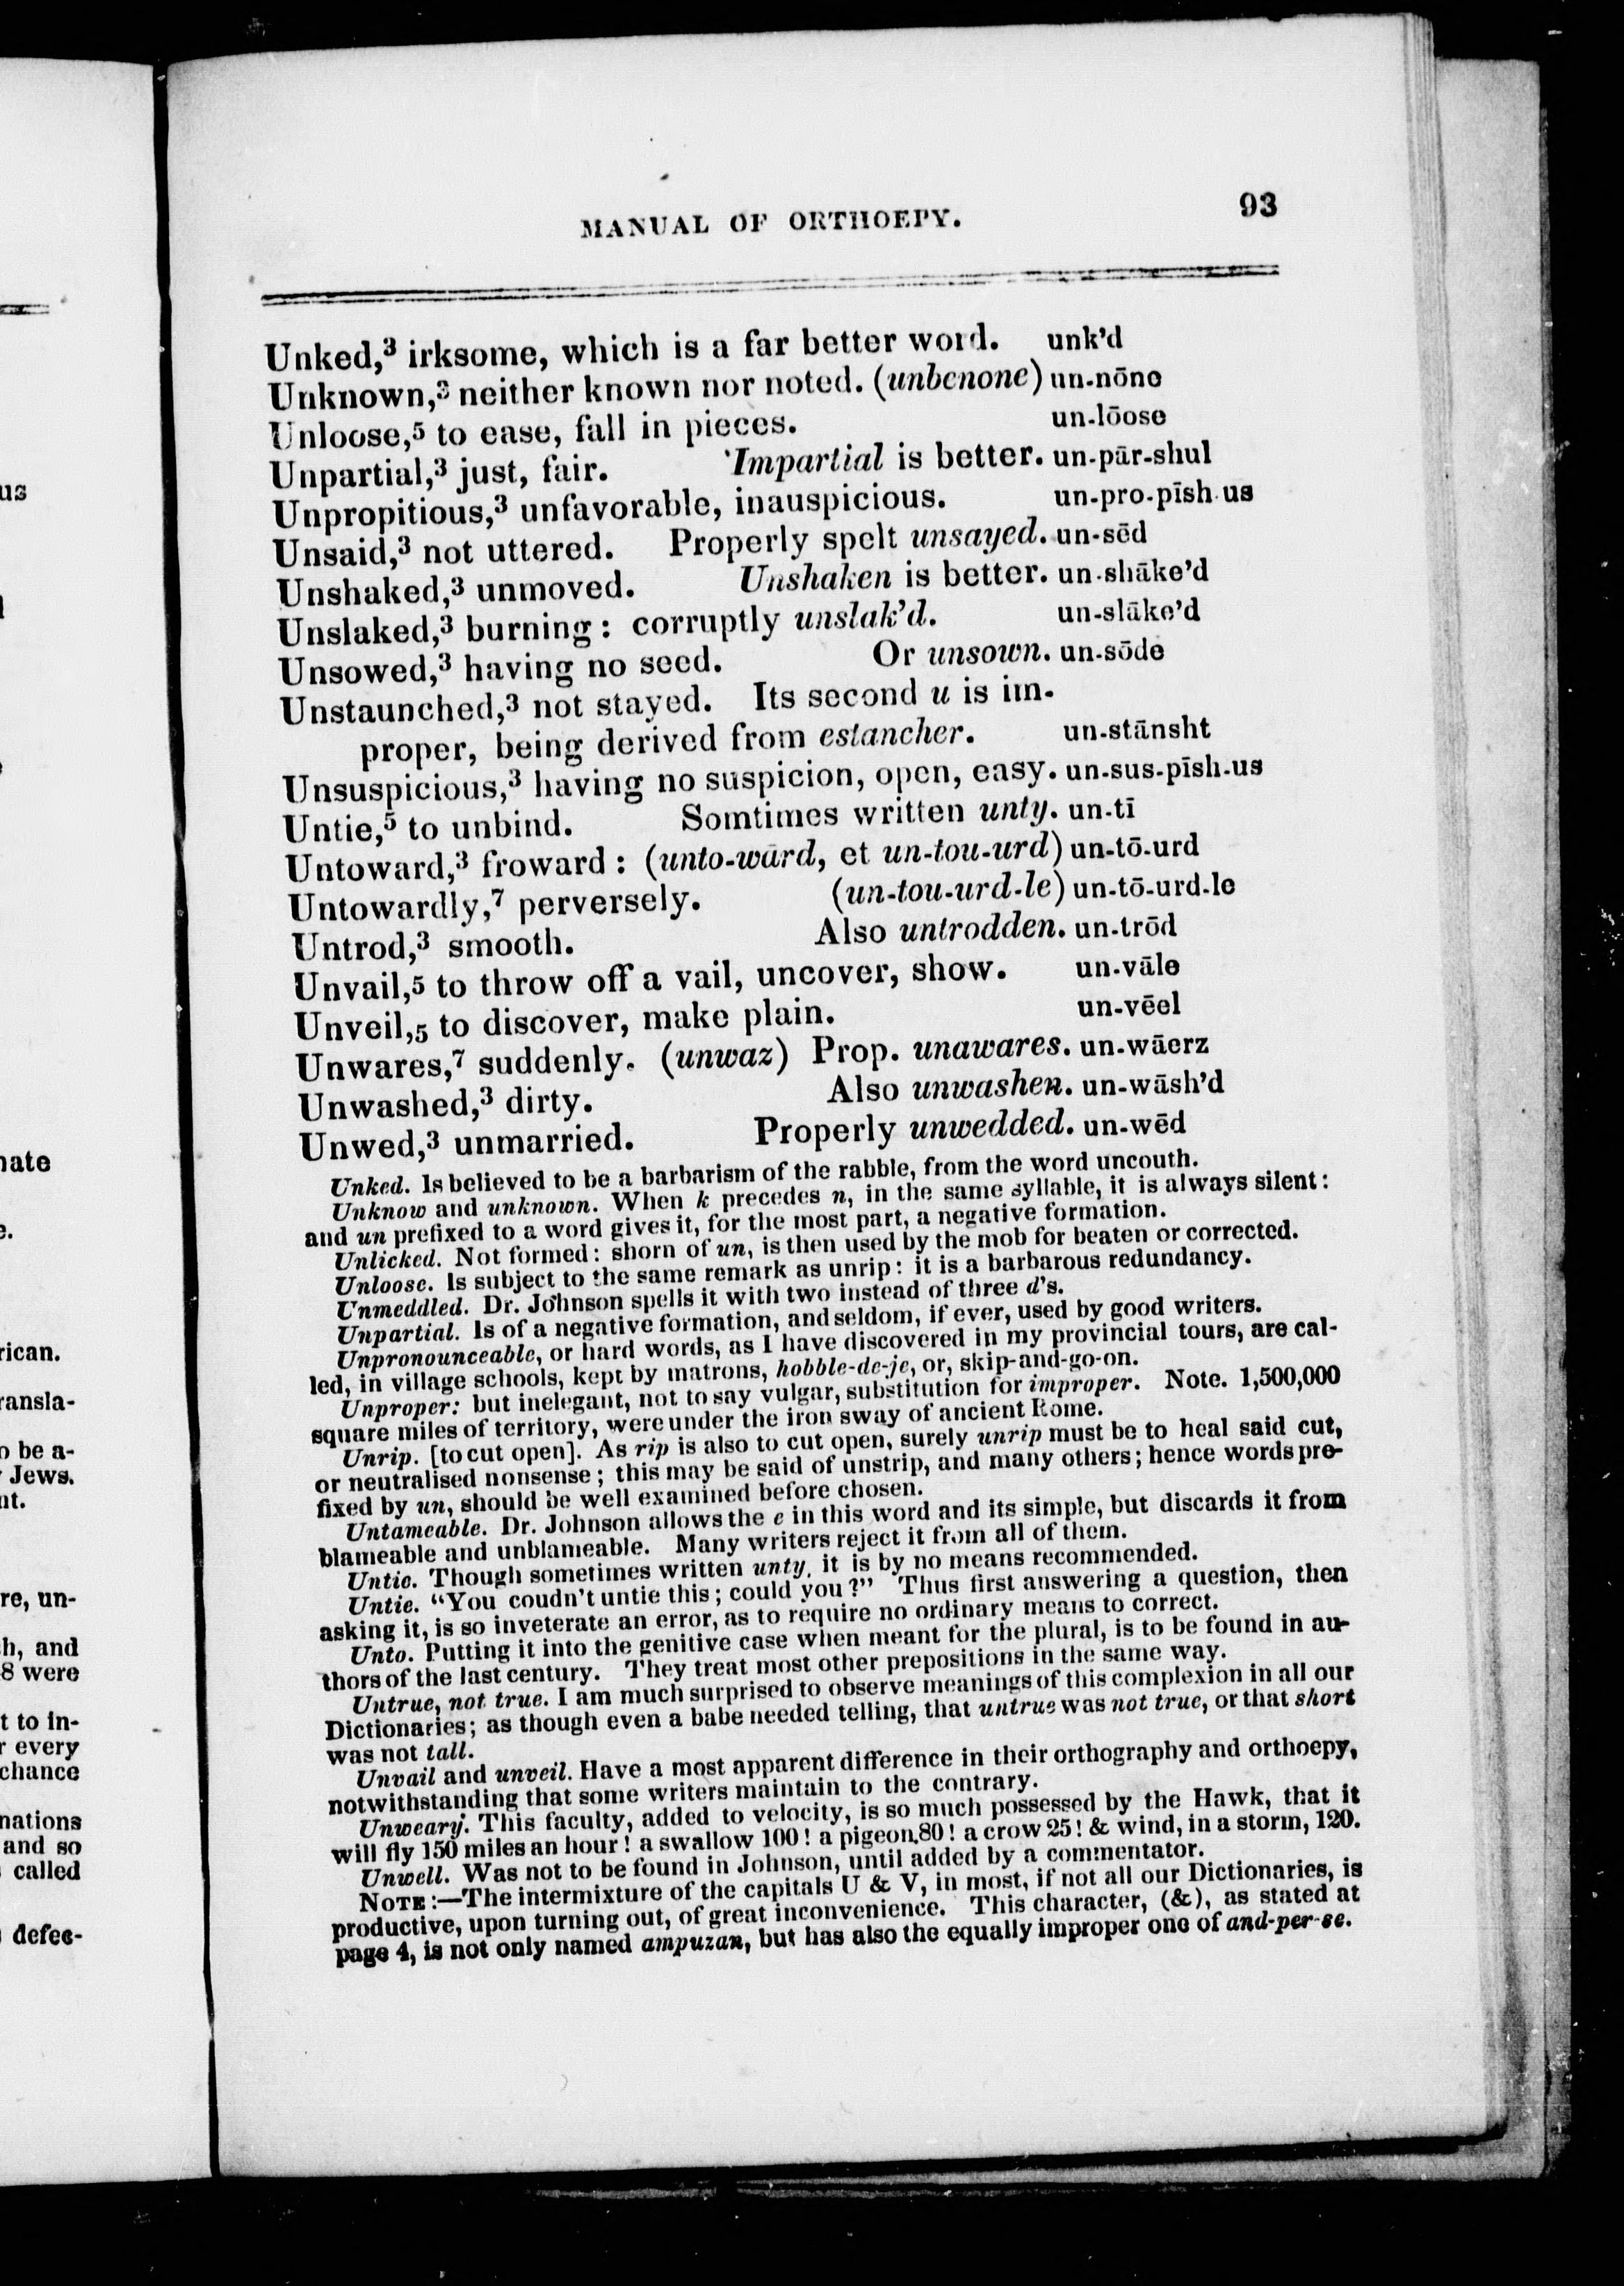 MANUAL OF ORTHOEPY. 93
Unked,³ irksome, which is a far better word. unk'd
Unknown,³ neither known nor noted. (unbenone) un-nōne
Unloose,⁵ to ease, fall in pieces. un-lōose
Unpartial,³ just, fair. 'Impartial is better. un-pār-shul
Unpropitious,³ unfavorable, inauspicious. un-pro-pīsh-us
Unsaid,³ not uttered. Properly spelt unsayed. un-sēd
Unshaked,³ unmoved. Unshaken is better. un-shāke'd
Unslaked,³ burning: corruptly unslak'd. un-slāke'd
Unsowed,³ having no seed. Or unsown. un-sōde
Unstaunched,³ not stayed. Its second u is im-
proper, being derived from estancher. un-stānsht
Unsuspicious,³ having no suspicion, open, easy. un-sus-pīsh-us
Untie,⁵ to unbind. Somtimes written unty. un-tī
Untoward,³ froward: (unto-wārd, et un-tou-urd) un-tō-urd
Untowardly,⁷ perversely. (un-tou-urd-le) un-tō-urd-le
Untrod,³ smooth. Also untrodden. un-trōd
Unvail,⁵ to throw off a vail, uncover, show. un-vāle
Unveil,₅ to discover, make plain. un-vēel
Unwares,⁷ suddenly. (unwaz) Prop. unawares. un-wāerz
Unwashed,³ dirty. Also unwashen. un-wāsh'd
Unwed,³ unmarried. Properly unwedded. un-wēd
Unked. Is believed to be a barbarism of the rabble, from the word uncouth.
Unknow and unknown. When k precedes n, in the same syllable, it is always silent:
and un prefixed to a word gives it, for the most part, a negative formation.
Unlicked. Not formed: shorn of un, is then used by the mob for beaten or corrected.
Unloose. Is subject to the same remark as unrip: it is a barbarous redundancy.
Unmeddled. Dr. Johnson spells it with two instead of three d's.
Unpartial. Is of a negative formation, and seldom, if ever, used by good writers.
Unpronounceable, or hard words, as I have discovered in my provincial tours, are cal-
led, in village schools, kept by matrons, hobble-de-je, or, skip-and-go-on.
Unproper: but inelegant, not to say vulgar, substitution for improper. Note. 1,500,000
square miles of territory, were under the iron sway of ancient Rome.
Unrip. [to cut open]. As rip is also to cut open, surely unrip must be to heal said cut,
or neutralised nonsense; this may be said of unstrip, and many others; hence words pre-
fixed by un, should be well examined before chosen.
Untameable. Dr. Johnson allows the e in this word and its simple, but discards it from
blameable and unblameable. Many writers reject it from all of them.
Untie. Though sometimes written unty, it is by no means recommended.
Untie. "You coudn't untie this; could you?" Thus first answering a question, then
asking it, is so inveterate an error, as to require no ordinary means to correct.
Unto. Putting it into the genitive case when meant for the plural, is to be found in au-
thors of the last century. They treat most other prepositions in the same way.
Untrue, not true. I am much surprised to observe meanings of this complexion in all our
Dictionaries; as though even a babe needed telling, that untrue was not true, or that short
was not tall.
Unvail and unveil. Have a most apparent difference in their orthography and orthoepy,
notwithstanding that some writers maintain to the contrary.
Unweary. This faculty, added to velocity, is so much possessed by the Hawk, that it
will fly 150 miles an hour! a swallow 100! a pigeon,80! a crow 25! & wind, in a storm, 120.
Unwell. Was not to be found in Johnson, until added by a commentator.
NOTE:—The intermixture of the capitals U & V, in most, if not all our Dictionaries, is
productive, upon turning out, of great inconvenience. This character, (&), as stated at
page 4, is not only named ampuzan, but has also the equally improper one of and-per-se.
us
e.
rican.
ransla-
o be a-
Jews.
nt.
re, un-
h, and
8 were
t to in-
r every
chance
nations
and so
called
defec-